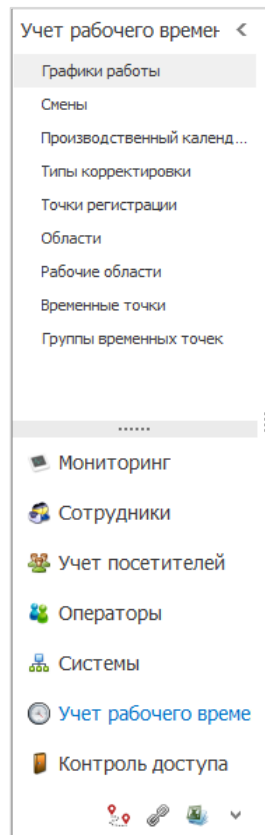 Учет рабочего времен
Графики работы
Смены
Производственный календ...
Типы корректировки
Точки регистрации
Области
Рабочие области
Временные точки
Группы временных точек
Мониторинг
Сотрудники
Учет посетителей
Операторы
Системы
Учет рабочего време
Контроль доступа